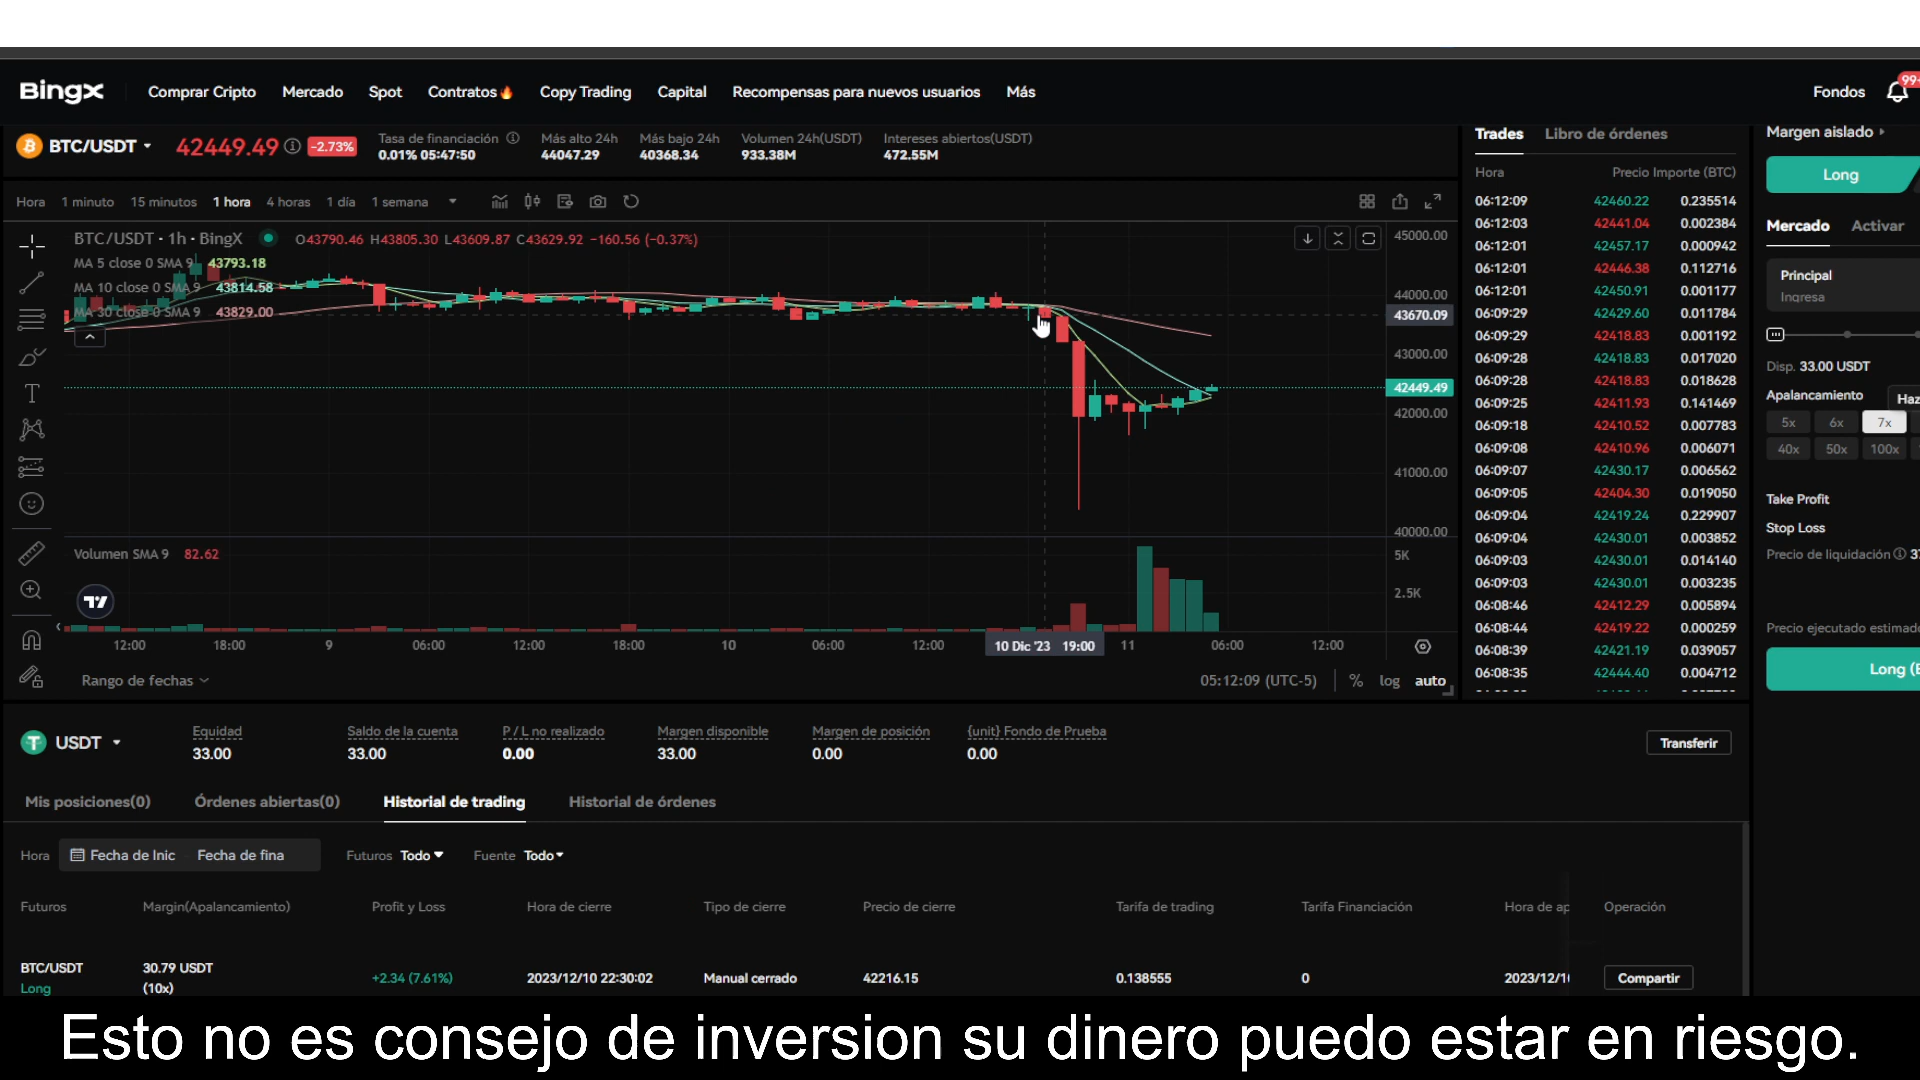 BingX Comprar Cripto Mercado Spot Contratos Copy Trading Capital Recompensas para nuevos usuarios Más Fondos 99+
BTC/USDT 42449.49 -2.73%
Tasa de financiación Más alto 24h Más bajo 24h Volumen 24h(USDT) Intereses abiertos(USDT)
0.01% 05:47:50 44047.29 40368.34 933.38M 472.55M
Hora 1 minuto 15 minutos 1 hora 4 horas 1 día 1 semana
BTC/USDT · 1h · BingX O43790.46 H43805.30 L43609.87 C43629.92 −160.56 (−0.37%)
MA 5 close 0 SMA 9 43793.18
MA 10 close 0 SMA 9 43814.58
MA 30 close 0 SMA 9 43829.00
45000.00
44000.00
43670.09
43000.00
42449.49
42000.00
41000.00
40000.00
Volumen SMA 9 82.62
5K
2.5K
12:00 18:00 9 06:00 12:00 18:00 10 06:00 12:00 10 Dic '23 19:00 11 06:00 12:00
Rango de fechas 05:12:09 (UTC-5) % log auto
Trades Libro de órdenes
Hora Precio Importe (BTC)
06:12:09 42460.22 0.235514
06:12:03 42441.04 0.002384
06:12:01 42457.17 0.000942
06:12:01 42446.38 0.112716
06:12:01 42450.91 0.001177
06:09:29 42429.60 0.011784
06:09:29 42418.83 0.001192
06:09:28 42418.83 0.017020
06:09:28 42418.83 0.018628
06:09:25 42411.93 0.141469
06:09:18 42410.52 0.007783
06:09:08 42410.96 0.006071
06:09:07 42430.17 0.006562
06:09:05 42404.30 0.019050
06:09:04 42419.24 0.229907
06:09:04 42430.01 0.003852
06:09:03 42430.01 0.014140
06:09:03 42430.01 0.003235
06:08:46 42412.29 0.005894
06:08:44 42419.22 0.000259
06:08:39 42421.19 0.039057
06:08:35 42444.40 0.004712
Margen aislado
Long
Mercado Activar
Principal
Ingresa
Disp. 33.00 USDT
Apalancamiento Haz
5x 6x 7x
40x 50x 100x
Take Profit
Stop Loss
Precio de liquidación 37
Precio ejecutado estimado
Long (E
USDT
Equidad Saldo de la cuenta P / L no realizado Margen disponible Margen de posición {unit} Fondo de Prueba
33.00 33.00 0.00 33.00 0.00 0.00
Transferir
Mis posiciones(0) Órdenes abiertas(0) Historial de trading Historial de órdenes
Hora Fecha de Inic Fecha de fina Futuros Todo Fuente Todo
Futuros Margin(Apalancamiento) Profit y Loss Hora de cierre Tipo de cierre Precio de cierre Tarifa de trading Tarifa Financiación Hora de ap Operación
BTC/USDT 30.79 USDT
Long (10x) +2.34 (7.61%) 2023/12/10 22:30:02 Manual cerrado 42216.15 0.138555 0 2023/12/1 Compartir
Esto no es consejo de inversion su dinero puedo estar en riesgo.